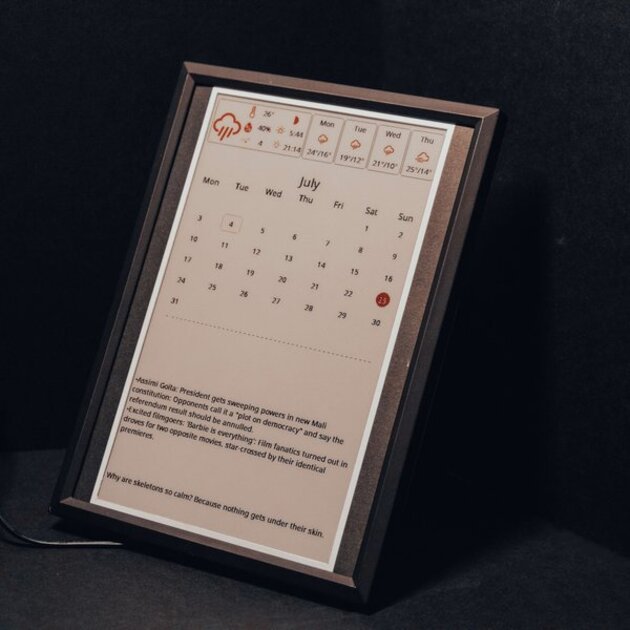 26° 40% 5:44 4 21:14
Mon Tue Wed Thu
24°/16° 19°/12° 21°/10° 25°/14°
July
Mon Tue Wed Thu Fri Sat Sun
1 2
3 4 5 6 7 8 9
10 11 12 13 14 15 16
17 18 19 20 21 22 23
24 25 26 27 28 29 30
31
-Assimi Goïta: President gets sweeping powers in new Mali
constitution: Opponents call it a "plot on democracy" and say the
referendum result should be annulled.
-Excited filmgoers: 'Barbie is everything': Film fanatics turned out in
droves for two opposite movies, star-crossed by their identical
premieres.
Why are skeletons so calm? Because nothing gets under their skin.